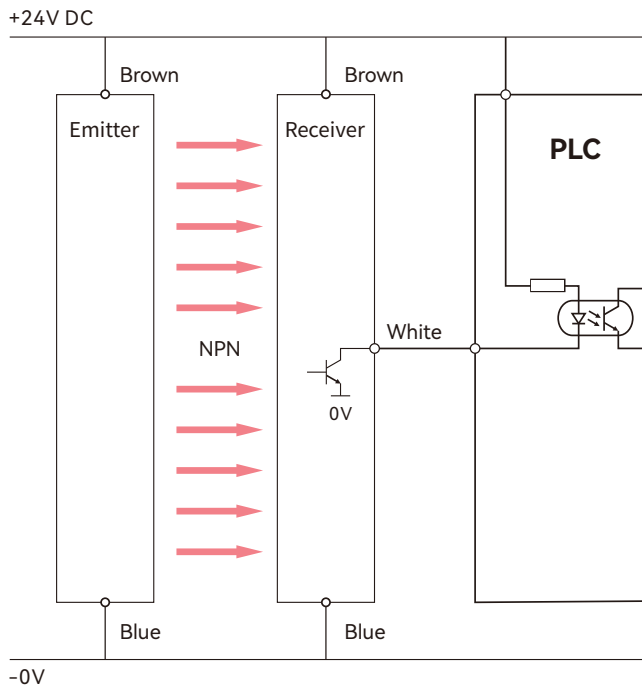 +24V DC
Brown
Brown
Emitter
Receiver
PLC
NPN
White
0V
Blue
Blue
-0V